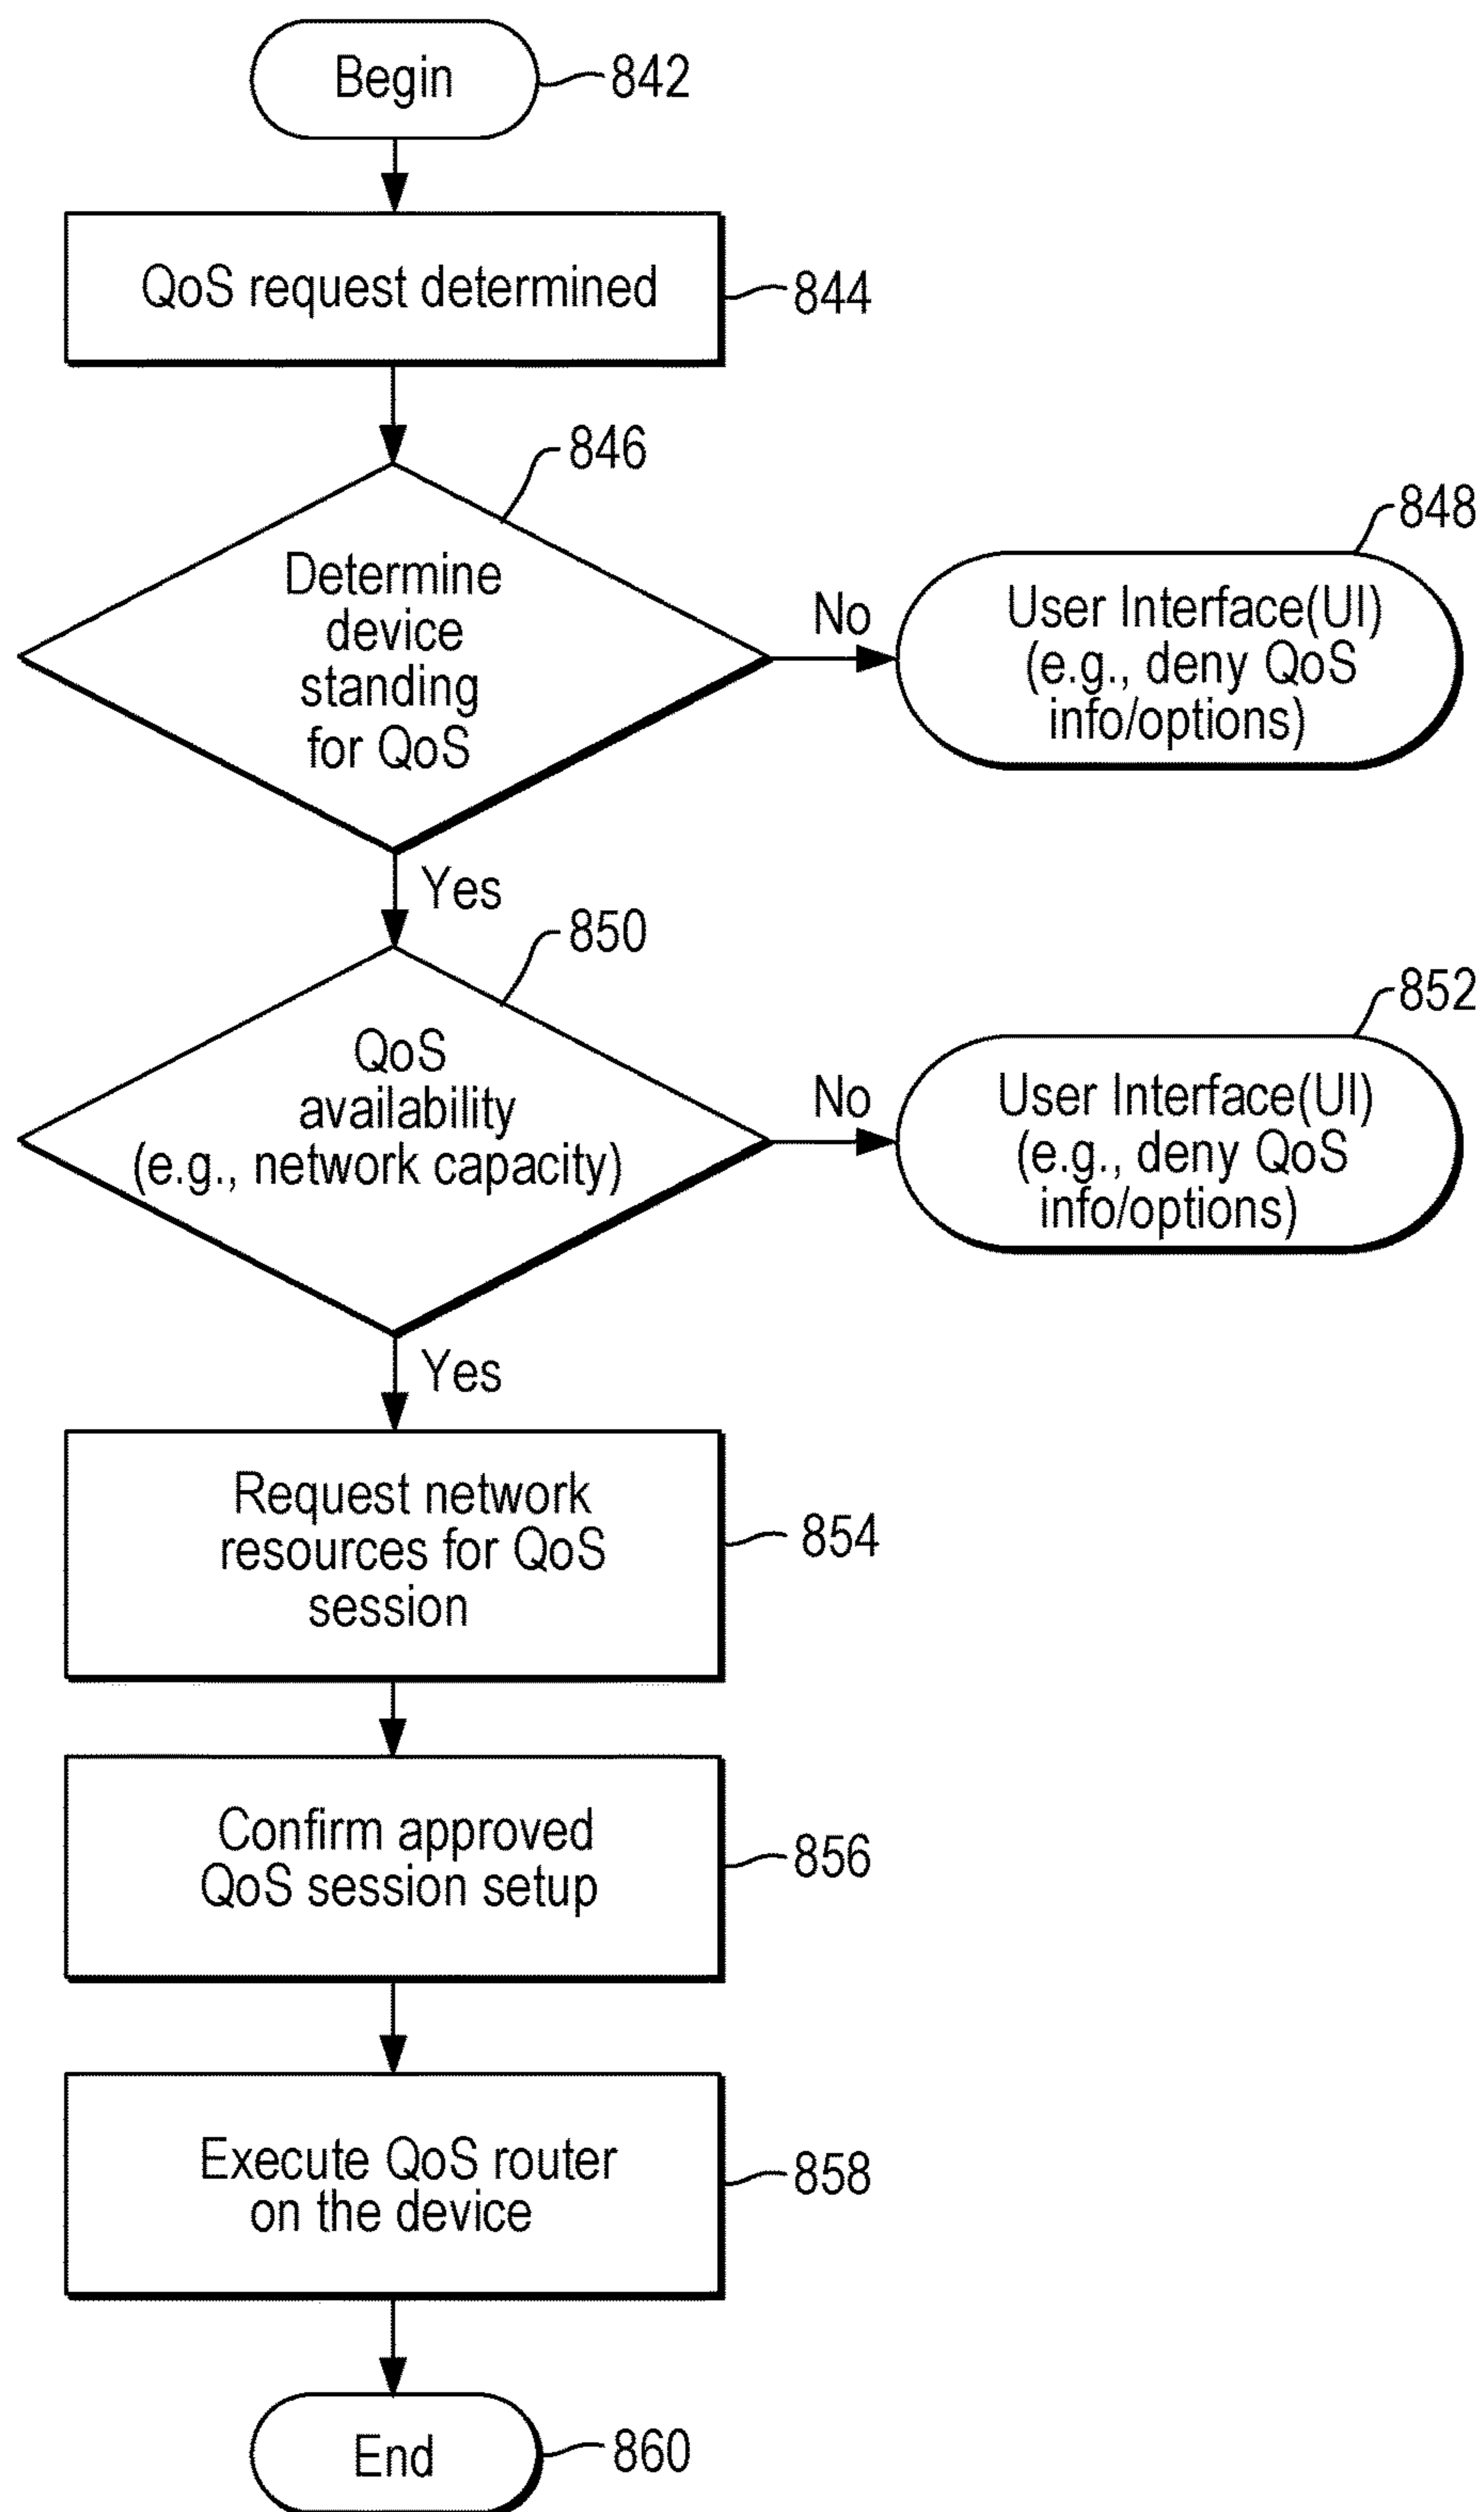 Begin
842
QoS request determined
844
846
Determine
device
standing
for QoS
No
848
User Interface(UI)
(e.g., deny QoS
info/options)
Yes
850
QoS
availability
(e.g., network capacity)
No
852
User Interface(UI)
(e.g., deny QoS
info/options)
Yes
Request network
resources for QoS
session
854
Confirm approved
QoS session setup
856
Execute QoS router
on the device
858
End
860